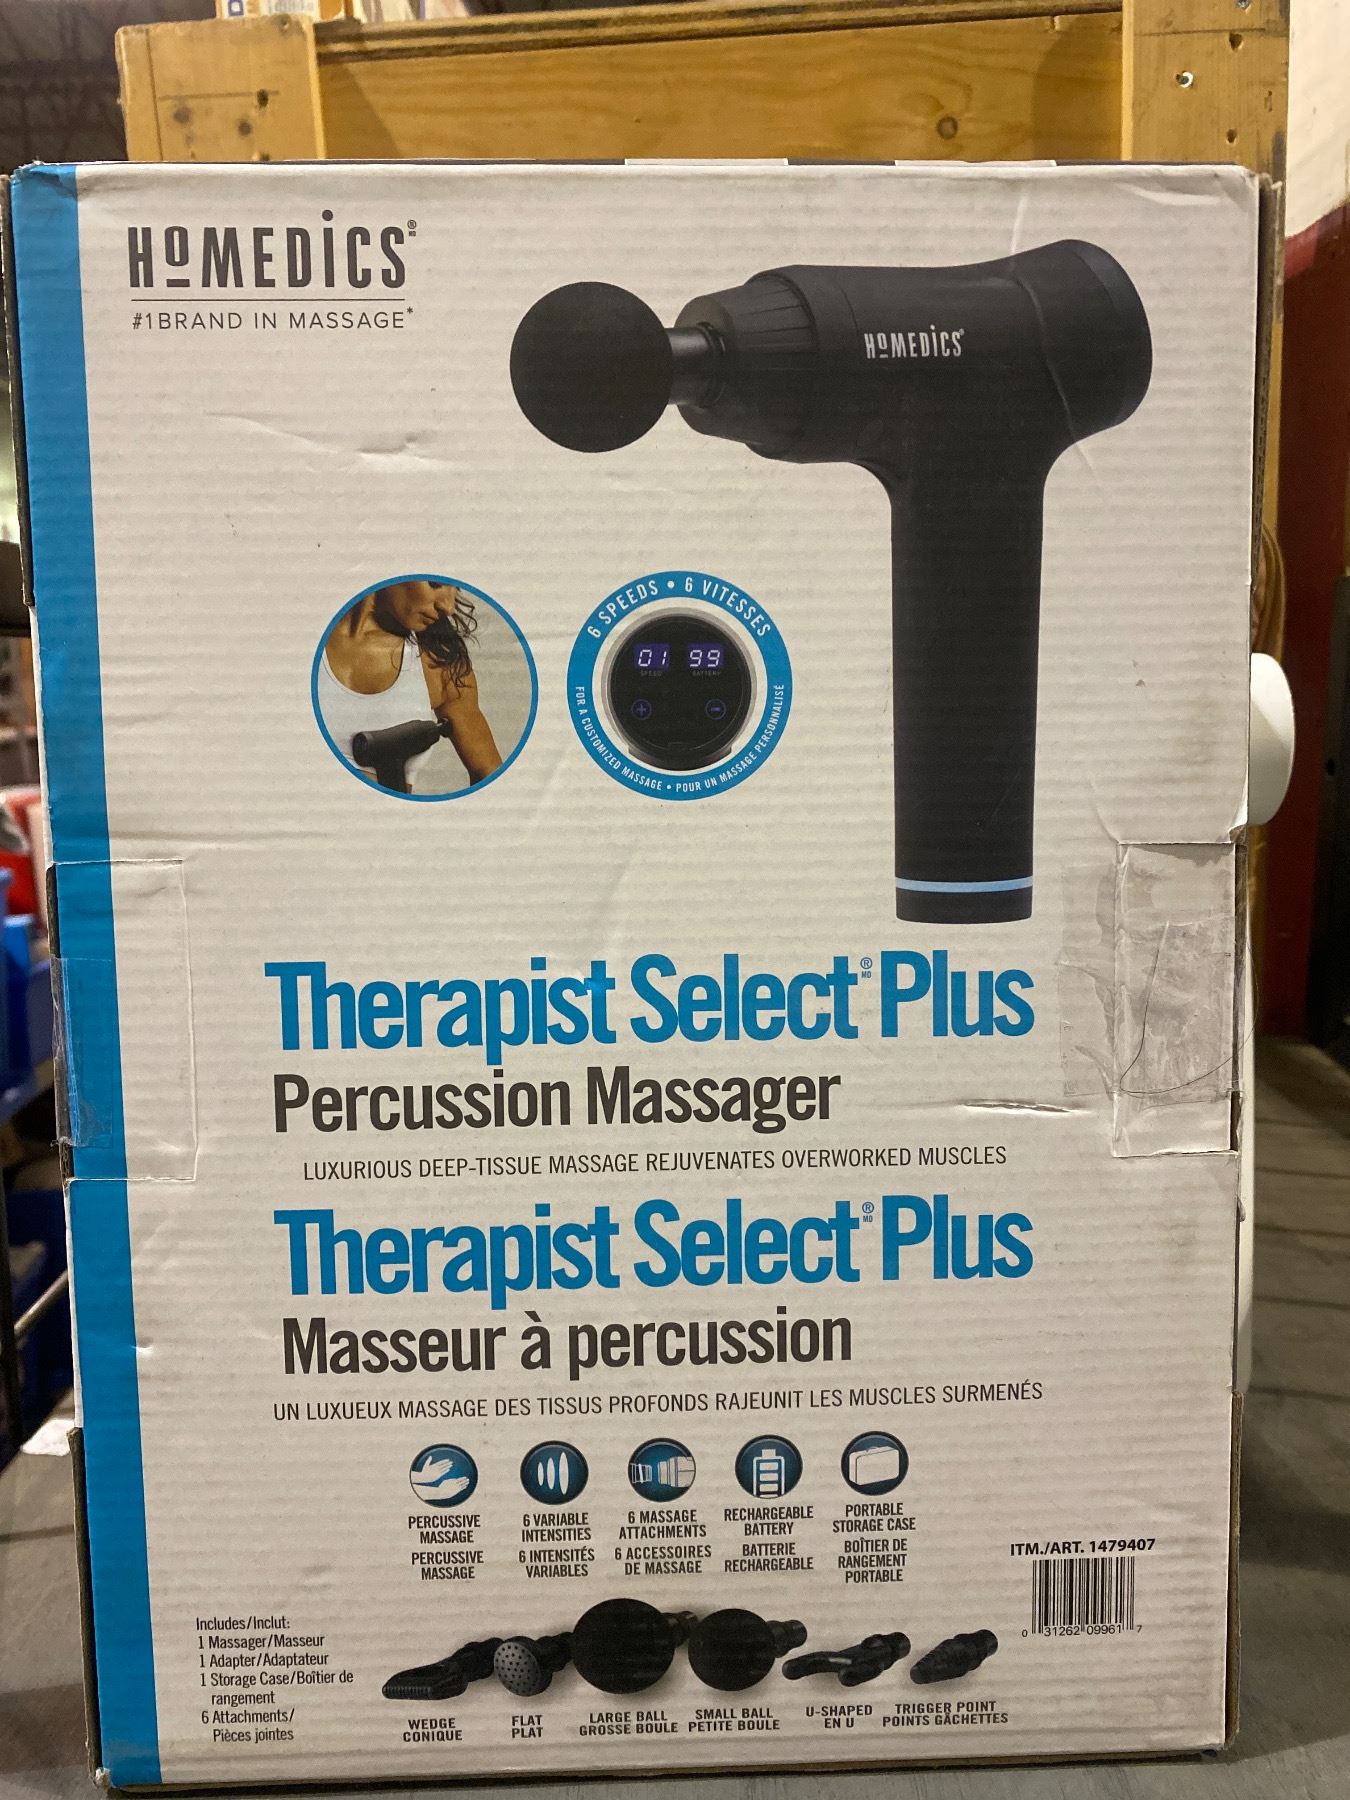 HoMEDiCS® MD
#1 BRAND IN MASSAGE*
HoMEDiCS®
6 SPEEDS • 6 VITESSES
01 99
SPEED BATTERY
FOR A CUSTOMIZED MASSAGE • POUR UN MASSAGE PERSONNALISÉ
Therapist Select® MD Plus
Percussion Massager
LUXURIOUS DEEP-TISSUE MASSAGE REJUVENATES OVERWORKED MUSCLES
Therapist Select® MD Plus
Masseur à percussion
UN LUXUEUX MASSAGE DES TISSUS PROFONDS RAJEUNIT LES MUSCLES SURMENÉS
PERCUSSIVE
MASSAGE
PERCUSSIVE
MASSAGE
6 VARIABLE
INTENSITIES
6 INTENSITÉS
VARIABLES
6 MASSAGE
ATTACHMENTS
6 ACCESSOIRES
DE MASSAGE
RECHARGEABLE
BATTERY
BATTERIE
RECHARGEABLE
PORTABLE
STORAGE CASE
BOÎTIER DE
RANGEMENT
PORTABLE
ITM./ART. 1479407
0 31262 09961 7
Includes/Inclut:
1 Massager/Masseur
1 Adapter/Adaptateur
1 Storage Case/Boîtier de
rangement
6 Attachments/
Pièces jointes
WEDGE
CONIQUE
FLAT
PLAT
LARGE BALL
GROSSE BOULE
SMALL BALL
PETITE BOULE
U-SHAPED
EN U
TRIGGER POINT
POINTS GÂCHETTES